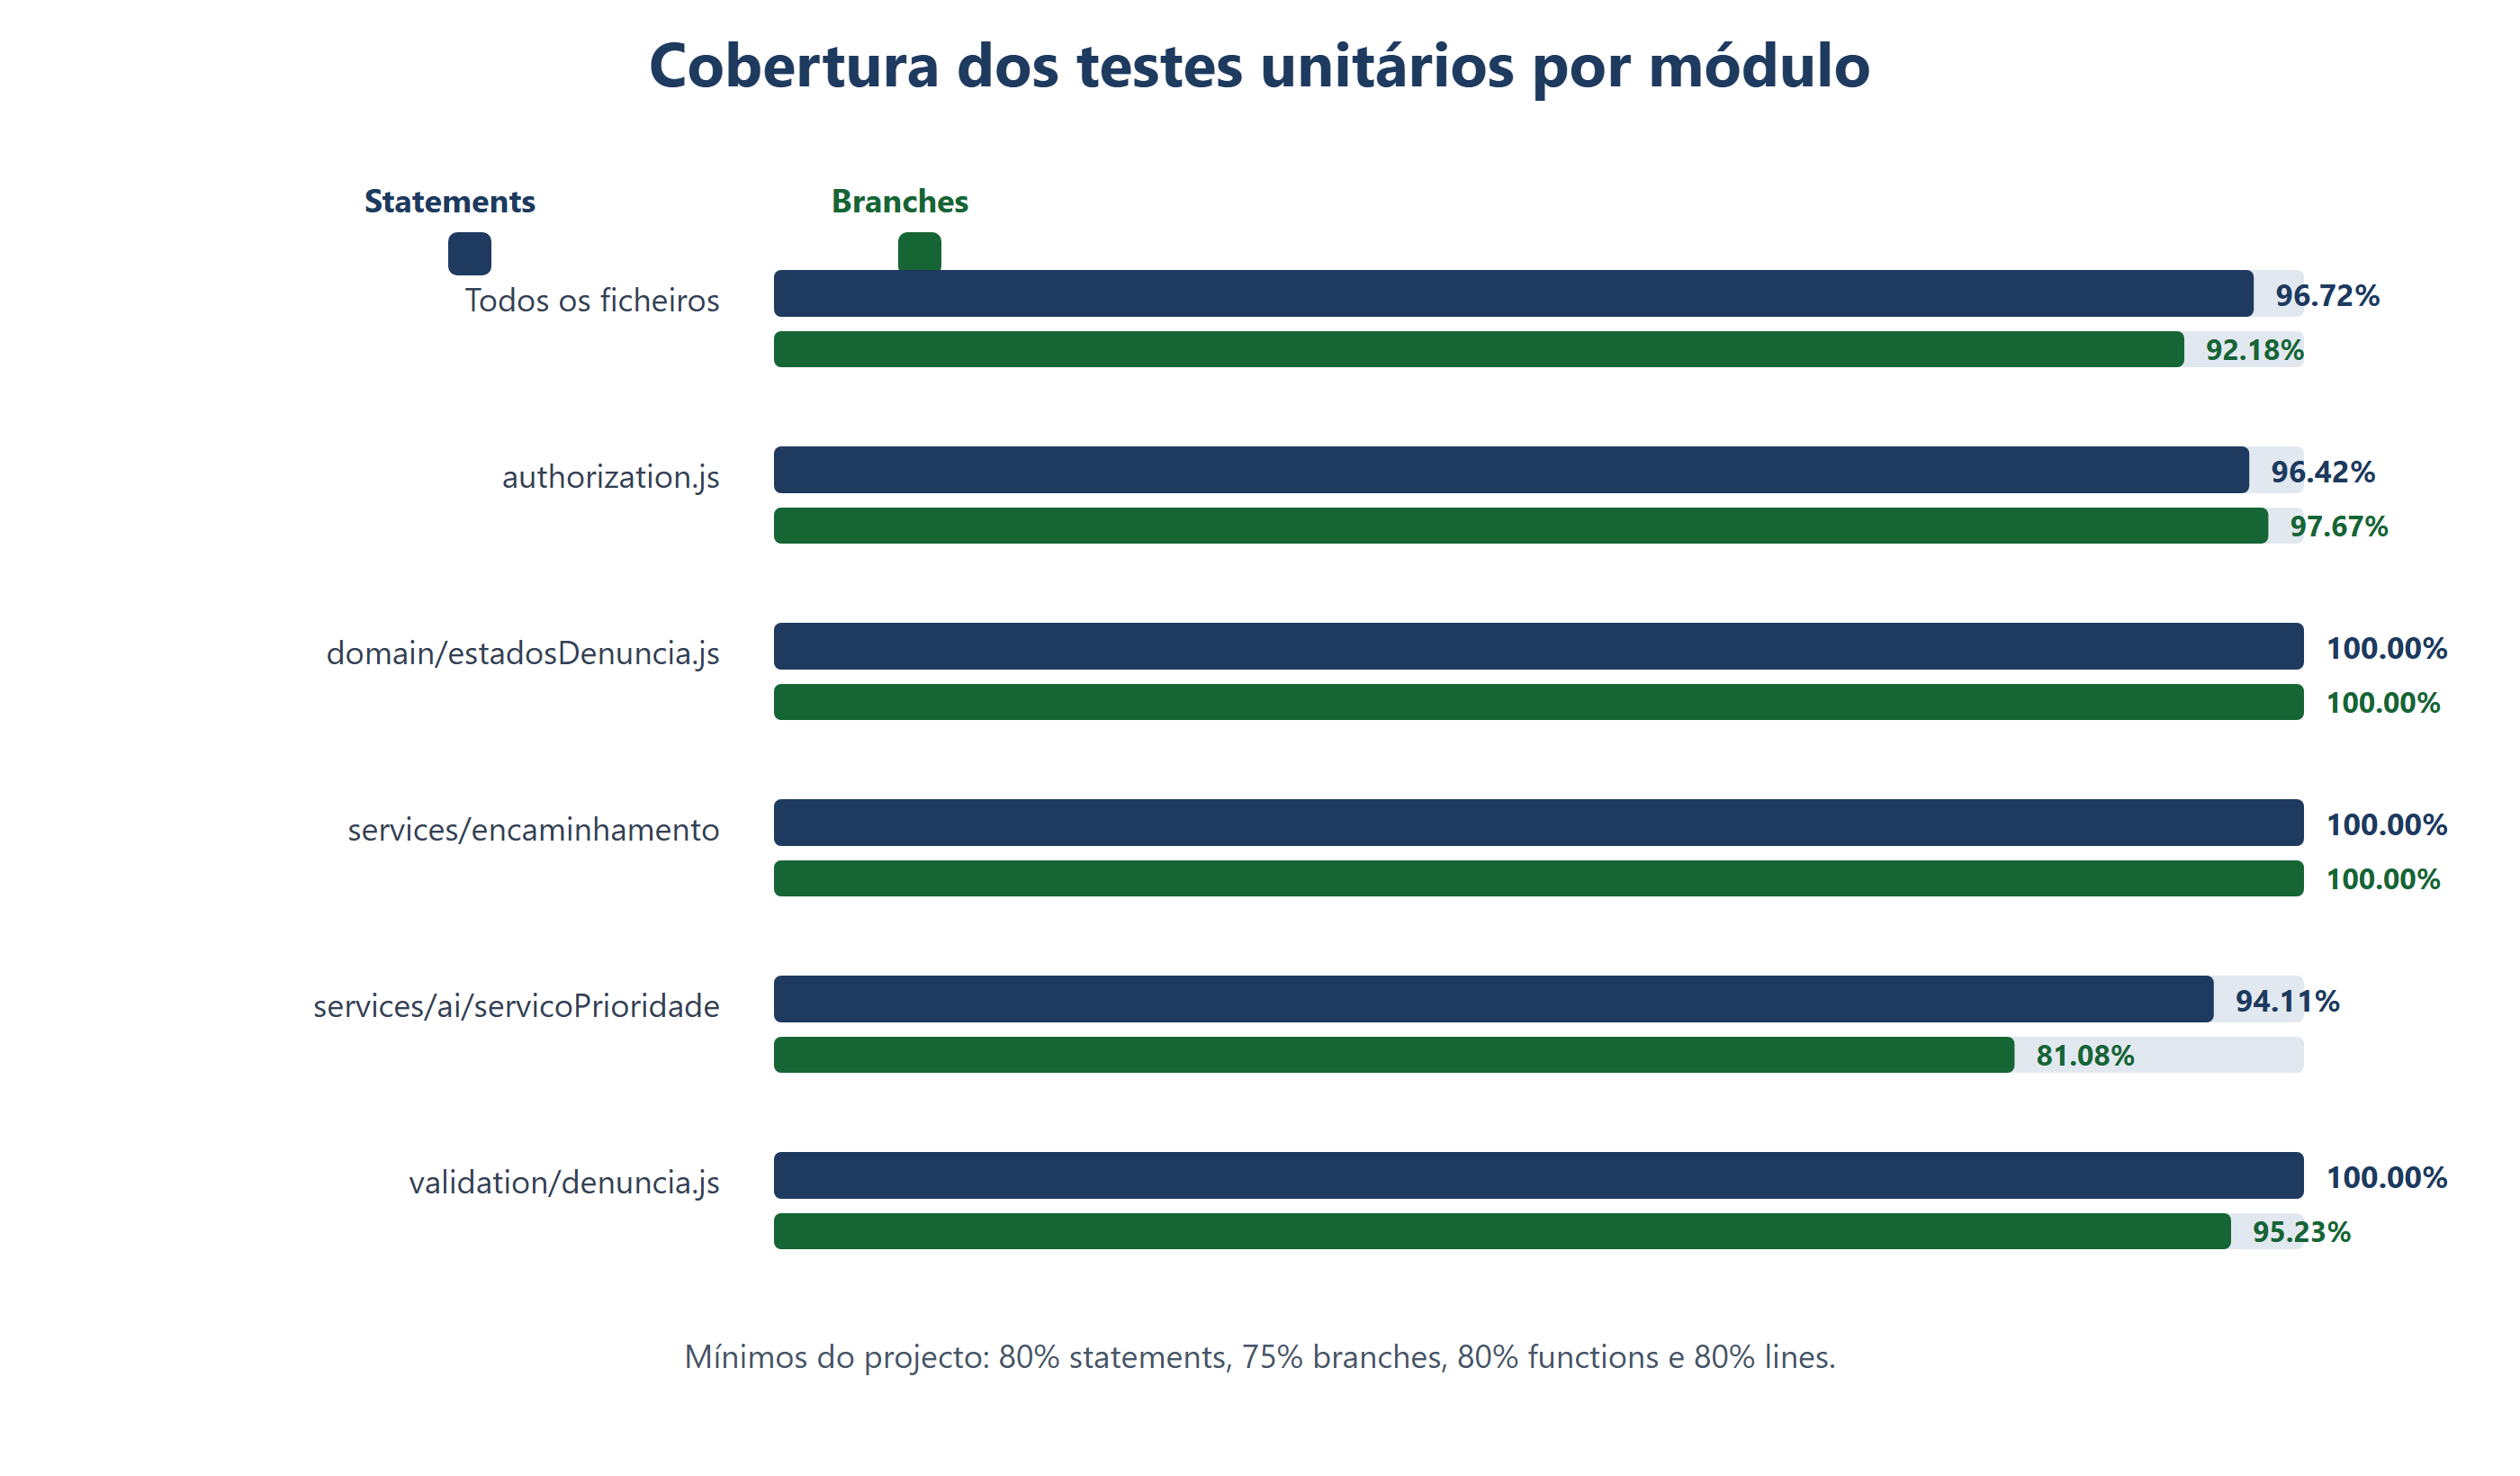 Cobertura dos testes unitários por módulo
Statements
Branches
Todos os ficheiros
96.72%
92.18%
authorization.js
96.42%
97.67%
domain/estadosDenuncia.js
100.00%
100.00%
services/encaminhamento
100.00%
100.00%
services/ai/servicoPrioridade
94.11%
81.08%
validation/denuncia.js
100.00%
95.23%
Mínimos do projecto: 80% statements, 75% branches, 80% functions e 80% lines.